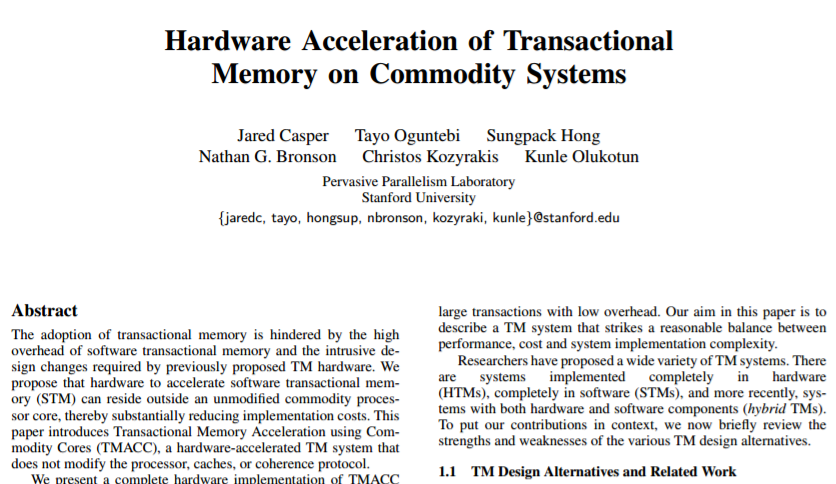 Hardware Acceleration of Transactional
Memory on Commodity Systems
Jared Casper Tayo Oguntebi Sungpack Hong
Nathan G. Bronson Christos Kozyrakis Kunle Olukotun
Pervasive Parallelism Laboratory
Stanford University
{jaredc, tayo, hongsup, nbronson, kozyraki, kunle}@stanford.edu
Abstract
The adoption of transactional memory is hindered by the high
overhead of software transactional memory and the intrusive de-
sign changes required by previously proposed TM hardware. We
propose that hardware to accelerate software transactional mem-
ory (STM) can reside outside an unmodified commodity proces-
sor core, thereby substantially reducing implementation costs. This
paper introduces Transactional Memory Acceleration using Com-
modity Cores (TMACC), a hardware-accelerated TM system that
does not modify the processor, caches, or coherence protocol.
We present a complete hardware implementation of TMACC
large transactions with low overhead. Our aim in this paper is to
describe a TM system that strikes a reasonable balance between
performance, cost and system implementation complexity.
Researchers have proposed a wide variety of TM systems. There
are systems implemented completely in hardware
(HTMs), completely in software (STMs), and more recently, sys-
tems with both hardware and software components (hybrid TMs).
To put our contributions in context, we now briefly review the
strengths and weaknesses of the various TM design alternatives.
1.1 TM Design Alternatives and Related Work